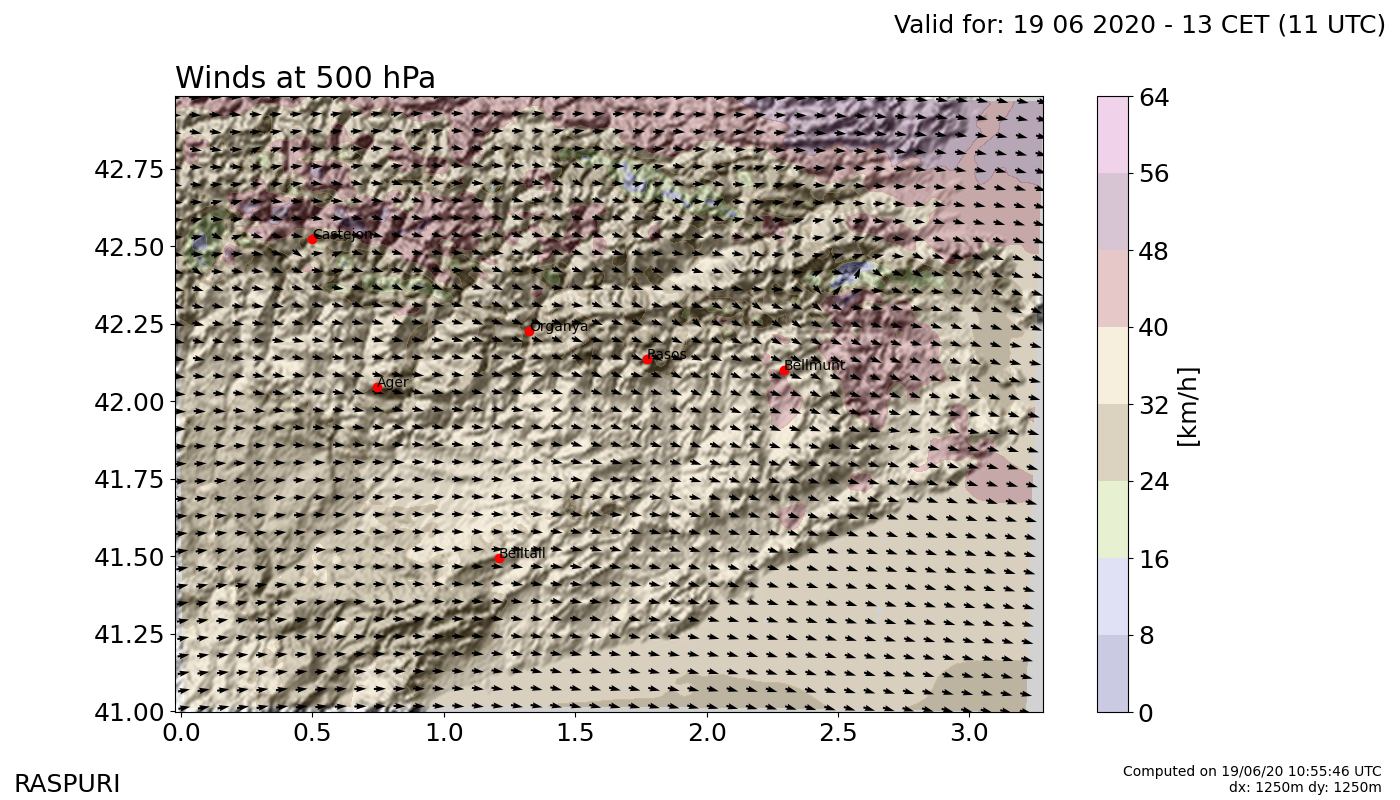 Valid for: 19 06 2020 - 13 CET (11 UTC)
Winds at 500 hPa
42.75
42.50
42.25
42.00
41.75
41.50
41.25
41.00
0.0 0.5 1.0 1.5 2.0 2.5 3.0
Castejon
Organya
Rasos
Bellmunt
Ager
Belltall
64
56
48
40
32
24
16
8
0
[km/h]
RASPURI
Computed on 19/06/20 10:55:46 UTC
dx: 1250m dy: 1250m